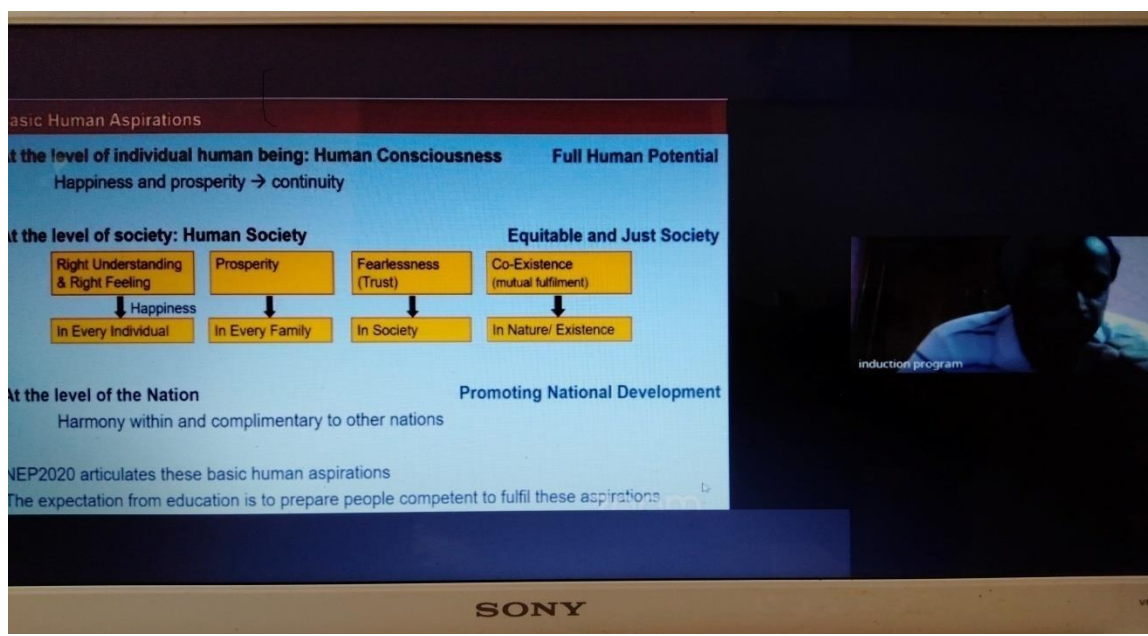 asic Human Aspirations
t the level of individual human being: Human Consciousness Full Human Potential
Happiness and prosperity → continuity
t the level of society: Human Society Equitable and Just Society
Right Understanding & Right Feeling
Prosperity
Fearlessness (Trust)
Co-Existence (mutual fulfilment)
Happiness
In Every Individual
In Every Family
In Society
In Nature/ Existence
At the level of the Nation Promoting National Development
Harmony within and complimentary to other nations
NEP2020 articulates these basic human aspirations
The expectation from education is to prepare people competent to fulfil these aspirations
induction program
SONY